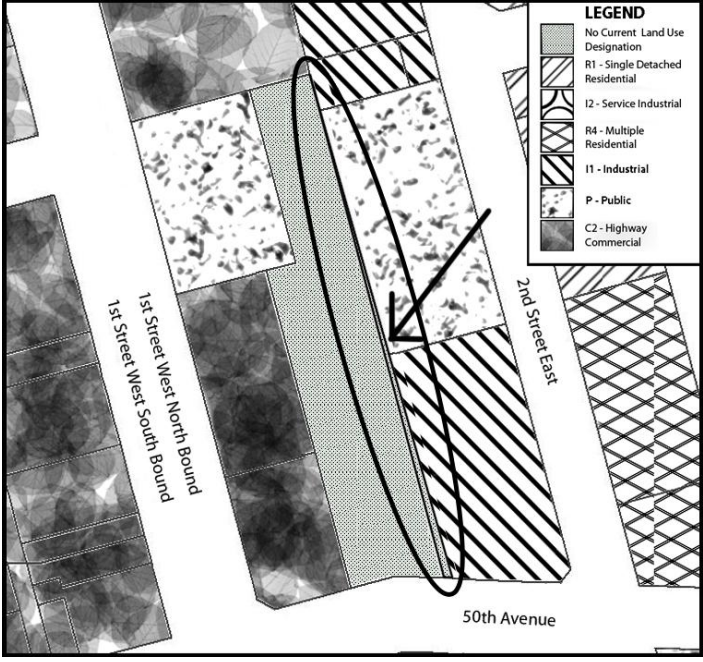 LEGEND
No Current Land Use
Designation
R1 - Single Detached
Residential
I2 - Service Industrial
R4 - Multiple
Residential
I1 - Industrial
P - Public
C2 - Highway
Commercial
1st Street West North Bound
1st Street West South Bound
2nd Street East
50th Avenue